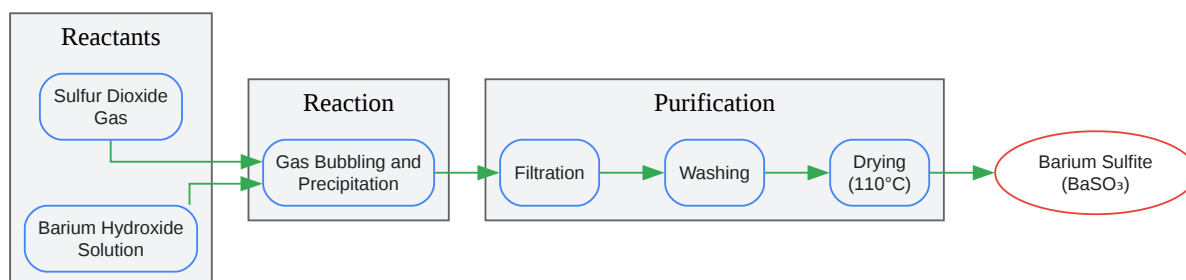 Reactants
Sulfur Dioxide
Gas
Barium Hydroxide
Solution
Reaction
Gas Bubbling and
Precipitation
Purification
Filtration
Washing
Drying
(110°C)
Barium Sulfite
(BaSO₃)